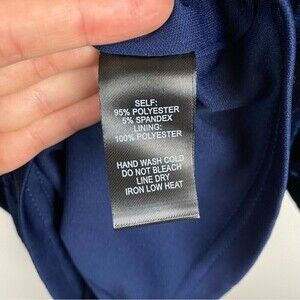 SELF:
95% POLYESTER
5% SPANDEX
LINING:
100% POLYESTER
HAND WASH COLD
DO NOT BLEACH
LINE DRY
IRON LOW HEAT